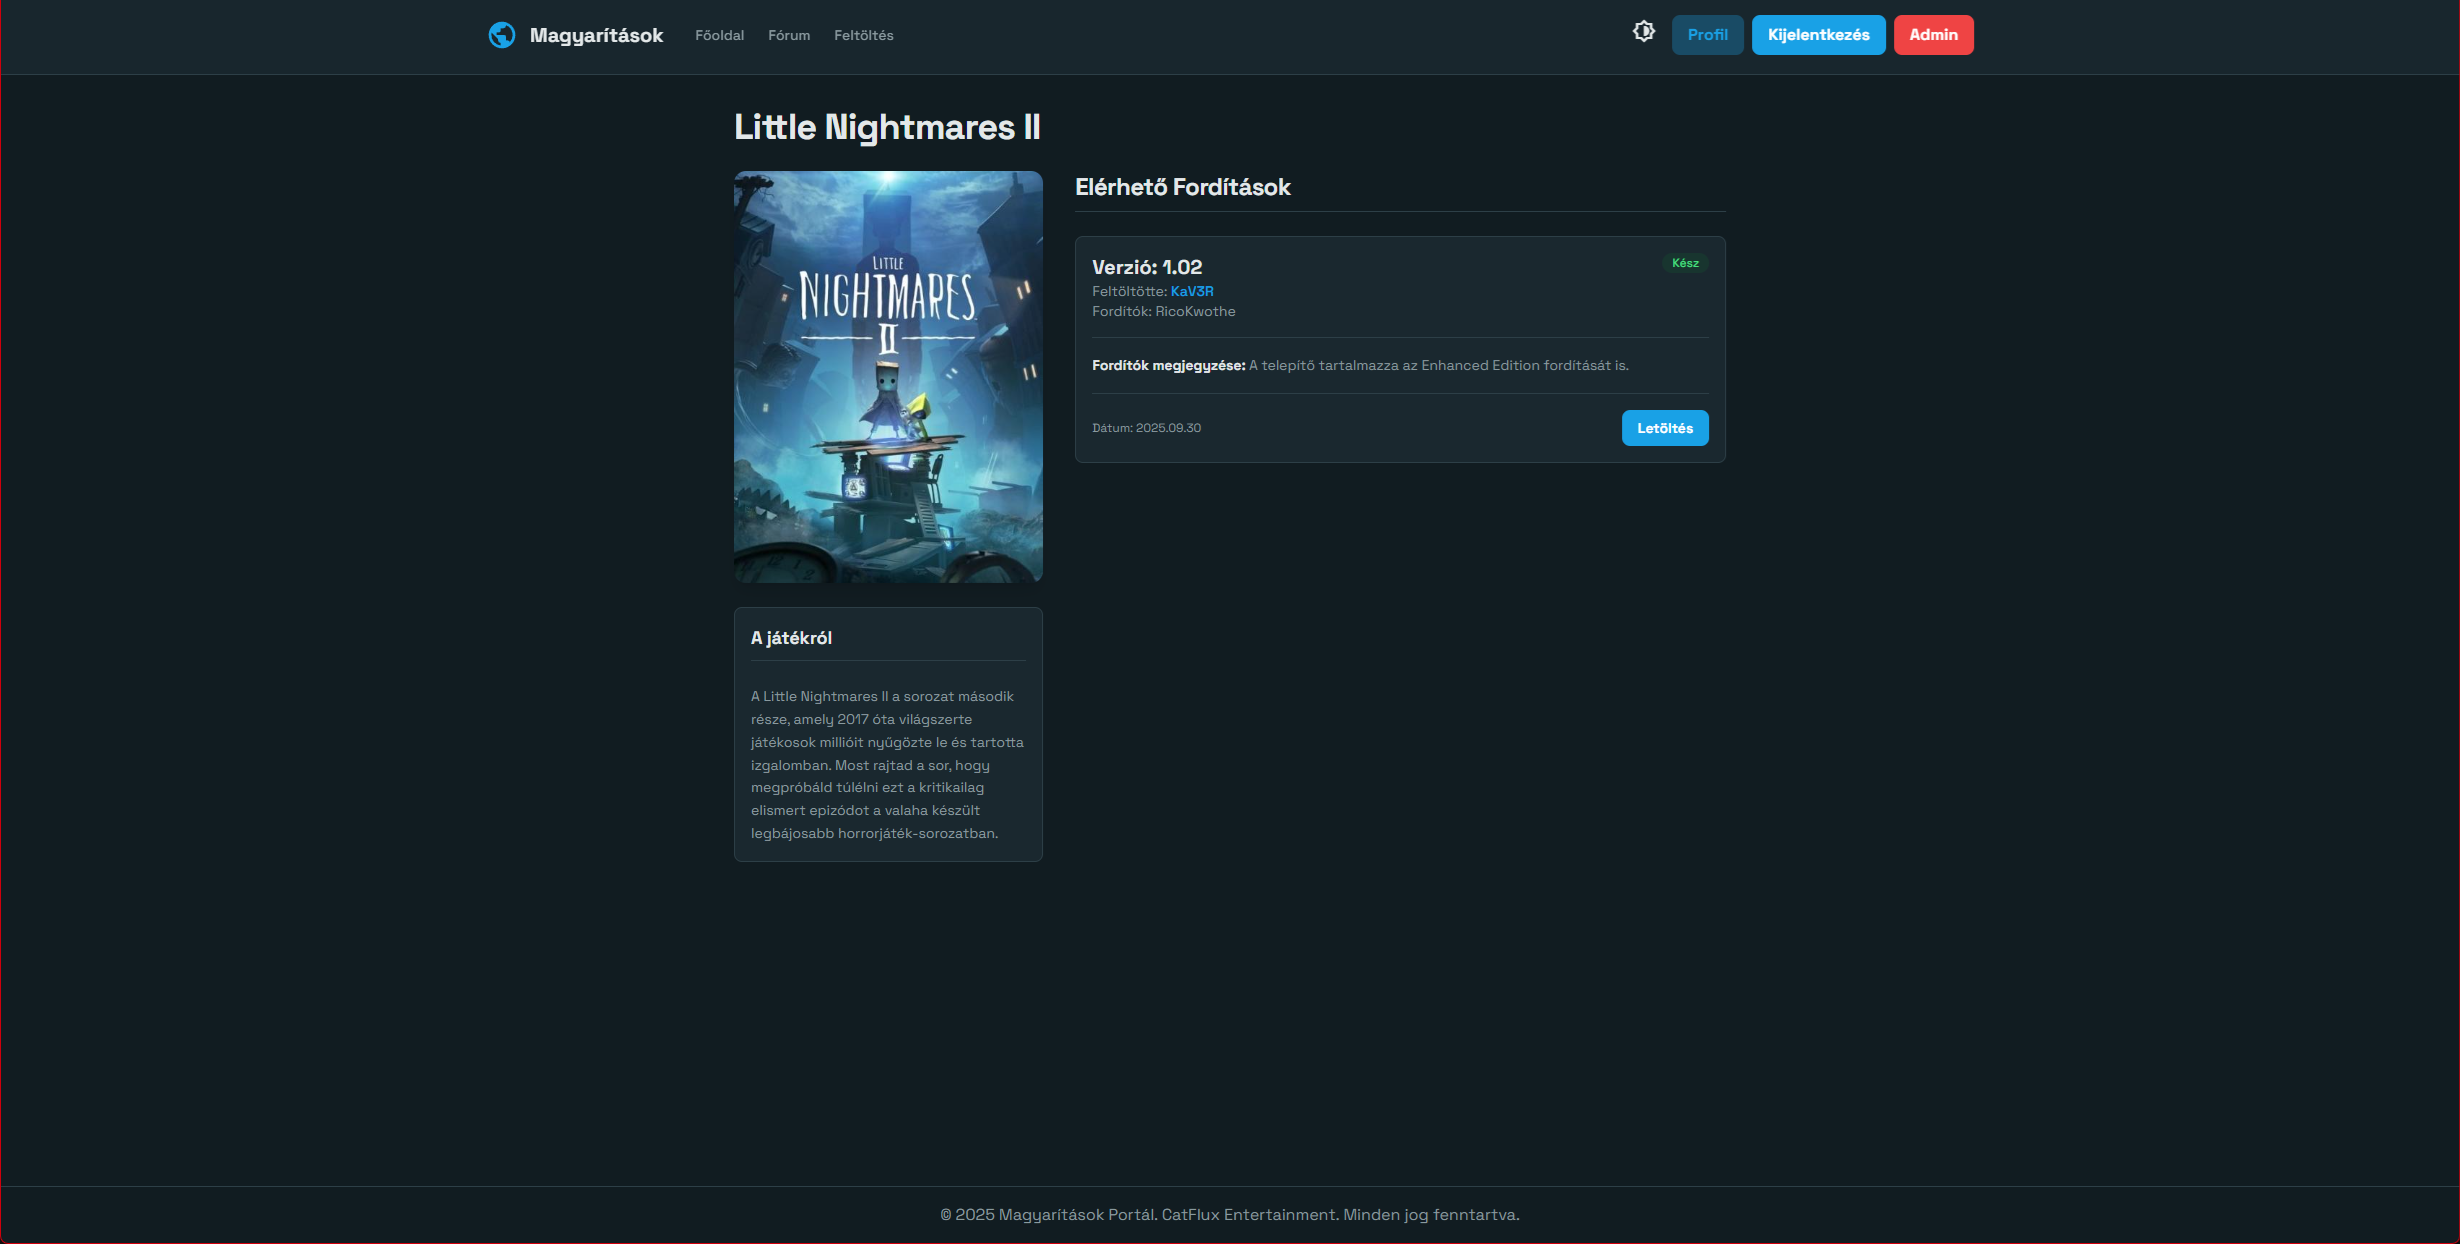 Magyarítások
Főoldal
Fórum
Feltöltés
Profil
Kijelentkezés
Admin
Little Nightmares II
LITTLE
NIGHTMARES
II
Elérhető Fordítások
Verzió: 1.02
Kész
Feltöltötte: KaV3R
Fordítók: RicoKwothe
Fordítók megjegyzése: A telepítő tartalmazza az Enhanced Edition fordítását is.
Dátum: 2025.09.30
Letöltés
A játékról
A Little Nightmares II a sorozat második
része, amely 2017 óta világszerte
játékosok millióit nyűgözte le és tartotta
izgalomban. Most rajtad a sor, hogy
megpróbáld túlélni ezt a kritikailag
elismert epizódot a valaha készült
legbájosabb horrorjáték-sorozatban.
© 2025 Magyarítások Portál. CatFlux Entertainment. Minden jog fenntartva.